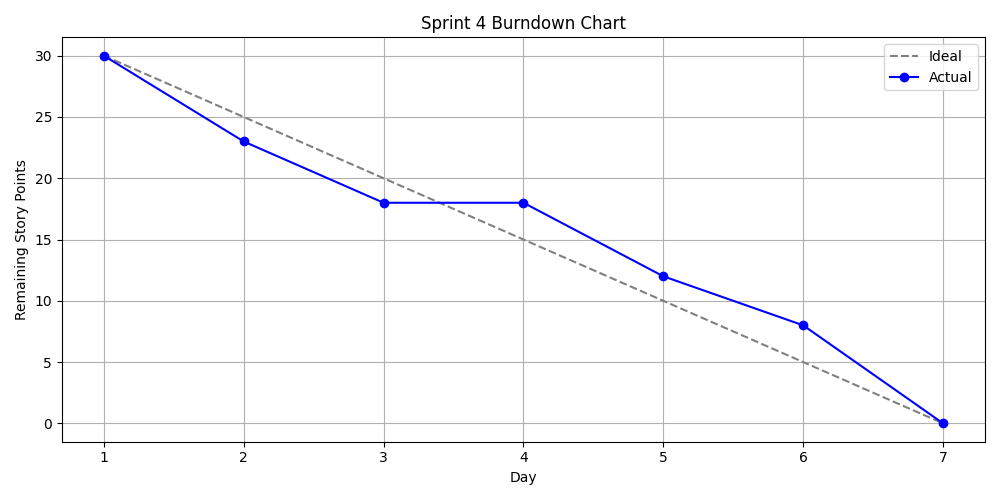 Sprint 4 Burndown Chart
Ideal
Actual
Remaining Story Points
30
25
20
15
10
5
0
1 2 3 4 5 6 7
Day